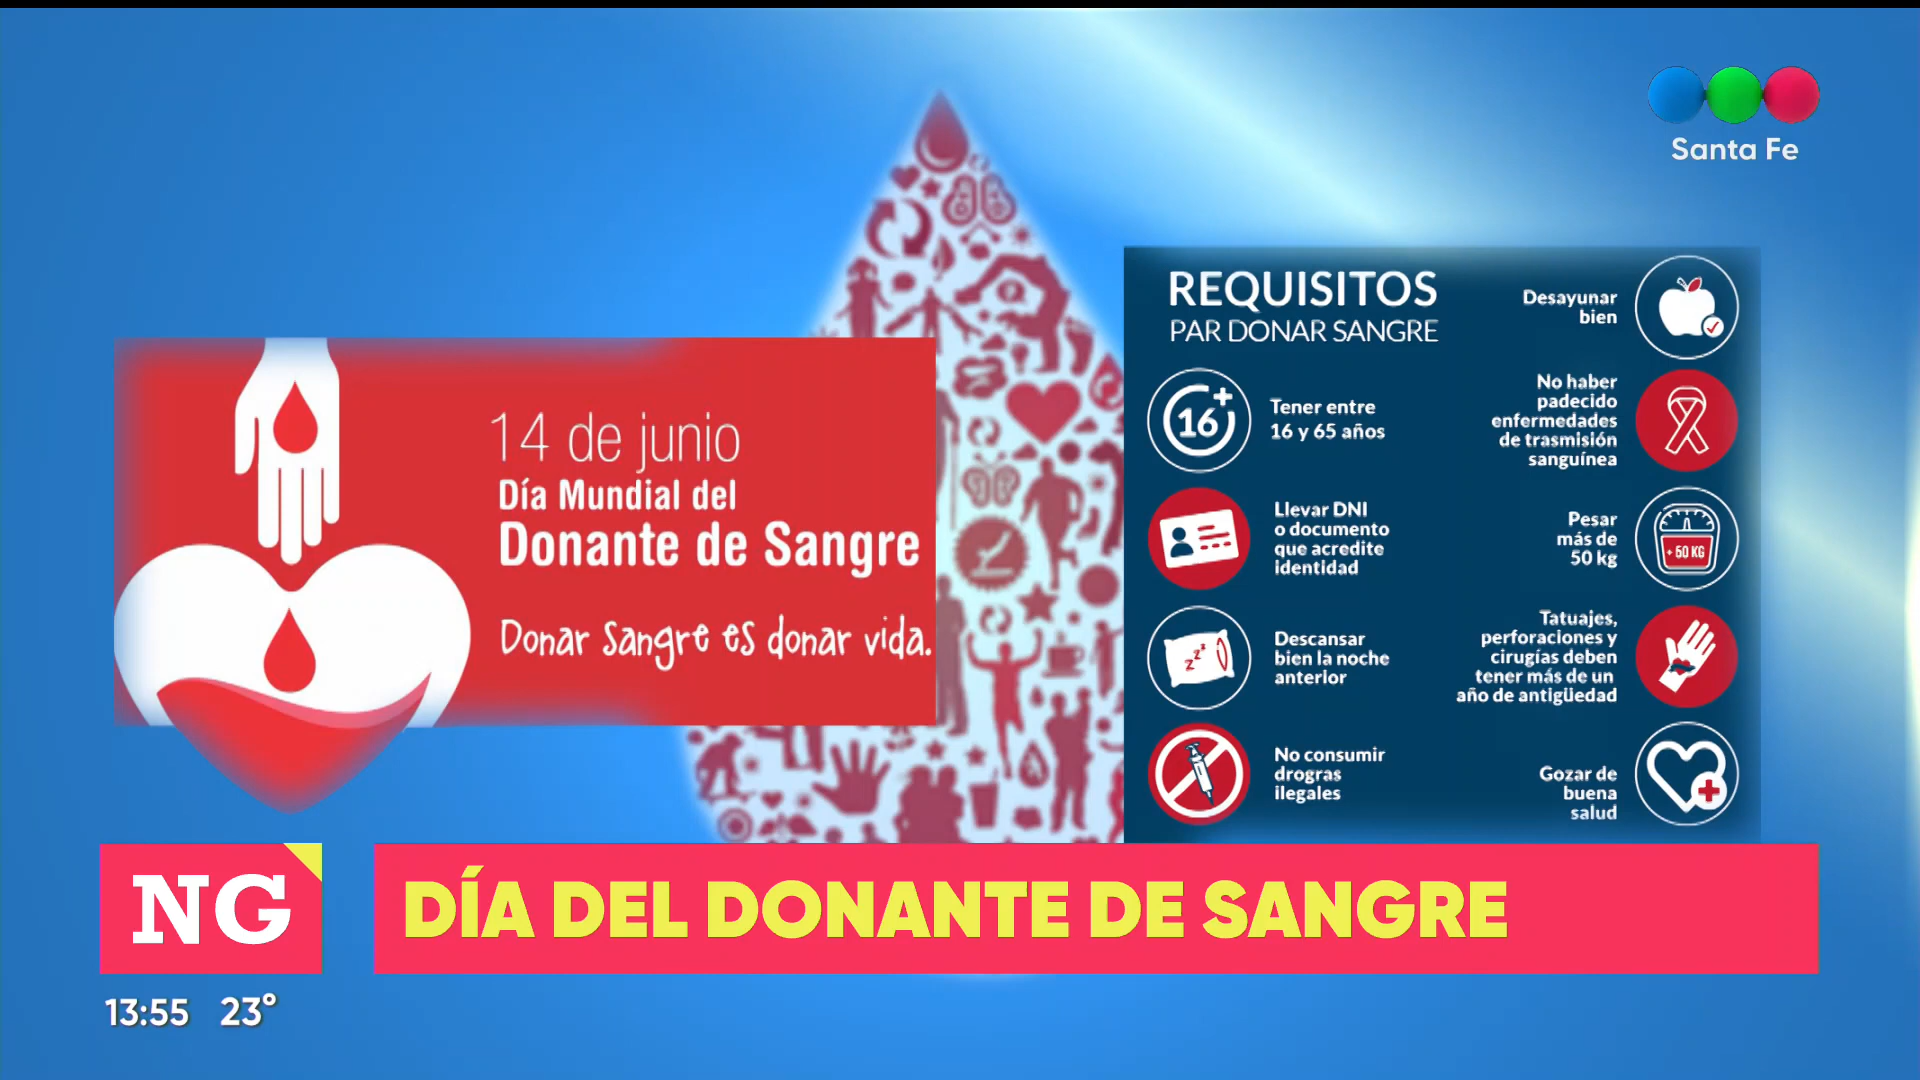 Santa Fe
14 de junio
Día Mundial del
Donante de Sangre
Donar sangre es donar vida.
REQUISITOS
PAR DONAR SANGRE
16+
Tener entre
16 y 65 años
Llevar DNI
o documento
que acredite
identidad
Descansar
bien la noche
anterior
zzz
No consumir
drogras
ilegales
Desayunar
bien
No haber
padecido
enfermedades
de trasmisión
sanguínea
Pesar
más de
50 kg
+ 50 KG
Tatuajes,
perforaciones y
cirugías deben
tener más de un
año de antigüedad
Gozar de
buena
salud
NG
DÍA DEL DONANTE DE SANGRE
13:55 23°